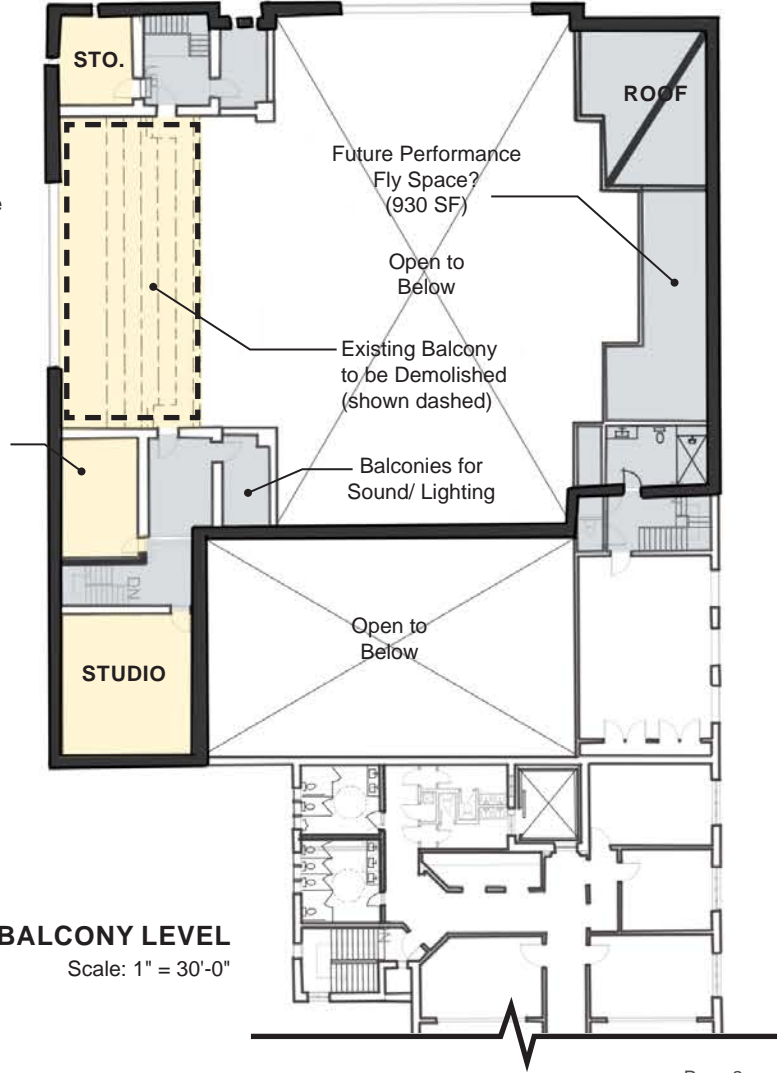 STO.
ROOF
Future Performance
Fly Space?
(930 SF)
Open to
Below
Existing Balcony
to be Demolished
(shown dashed)
Balconies for
Sound/ Lighting
DN
Open to
Below
STUDIO
BALCONY LEVEL
Scale: 1" = 30'-0"